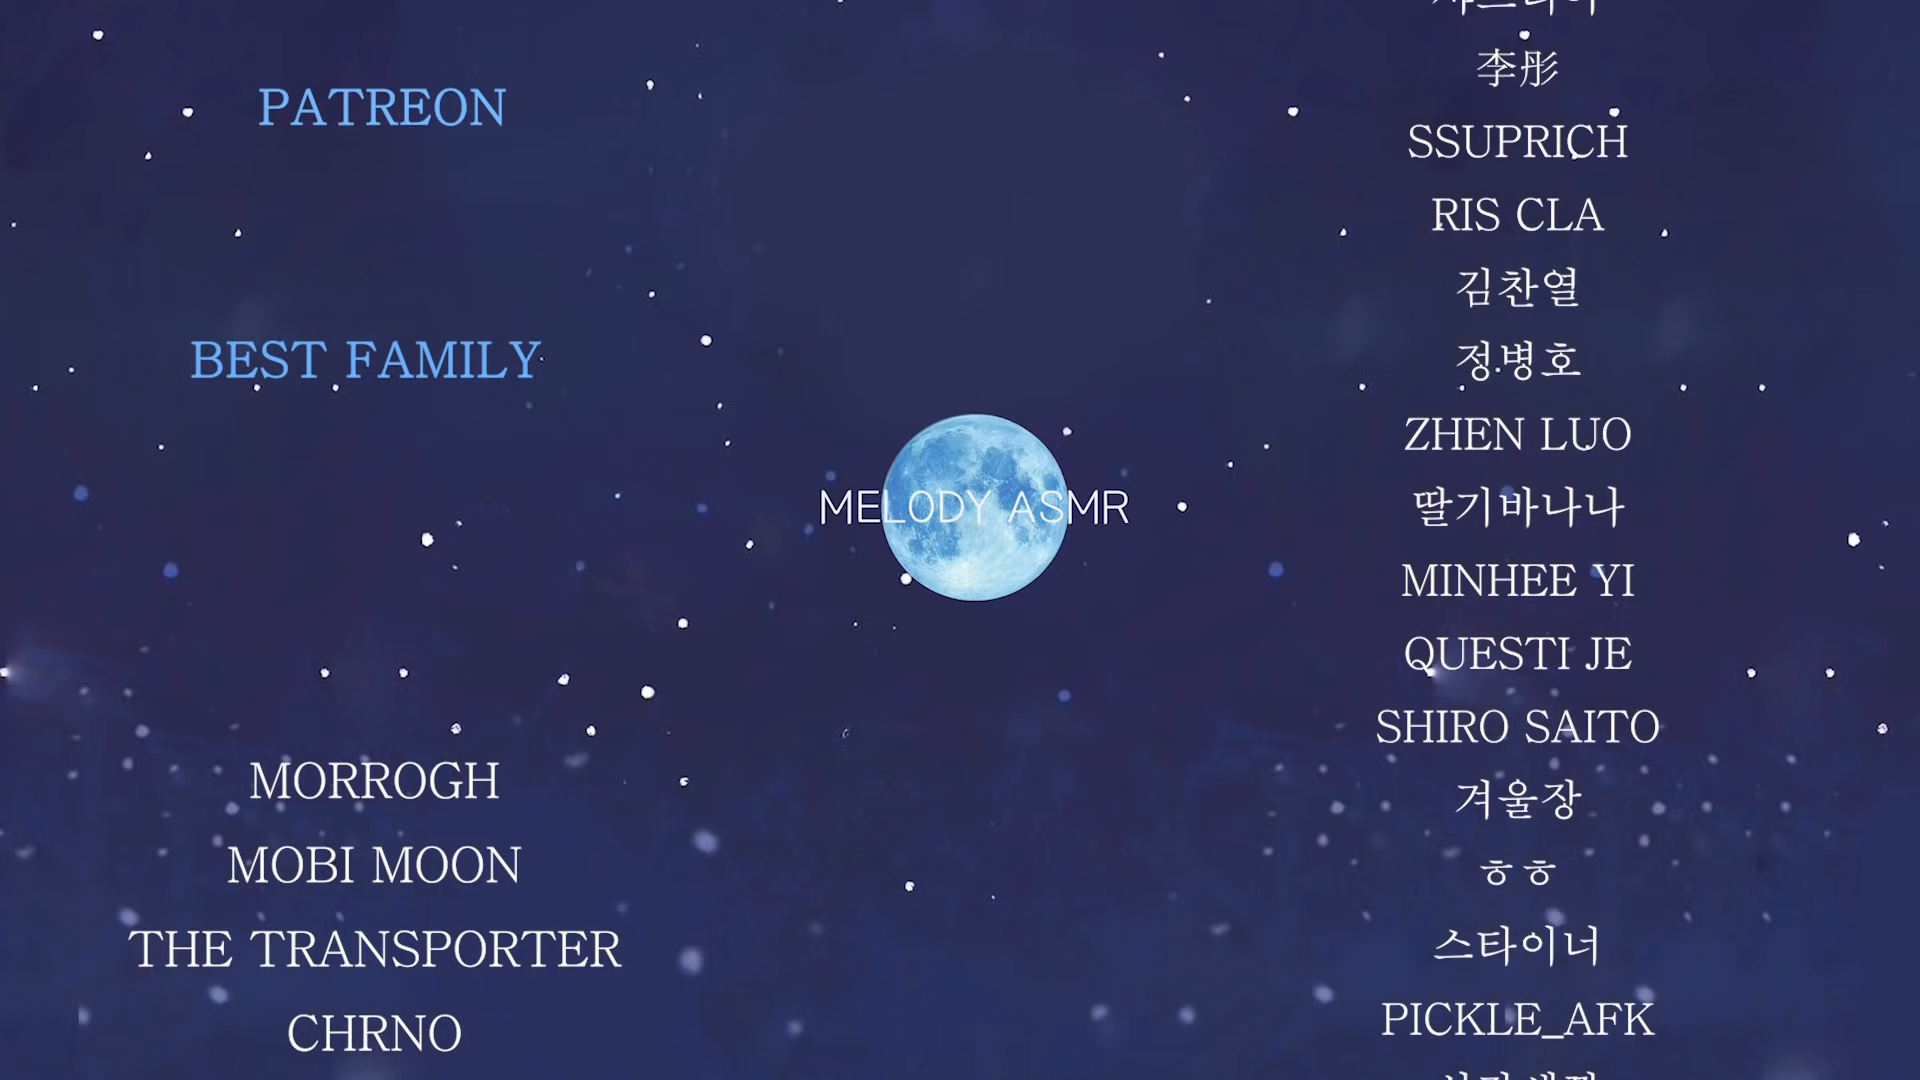 PATREON
BEST FAMILY
MORROGH
MOBI MOON
THE TRANSPORTER
CHRNO
MELODY ASMR
李彤
SSUPRICH
RIS CLA
김찬열
정병호
ZHEN LUO
딸기바나나
MINHEE YI
QUESTI JE
SHIRO SAITO
겨울장
ㅎㅎ
스타이너
PICKLE_AFK